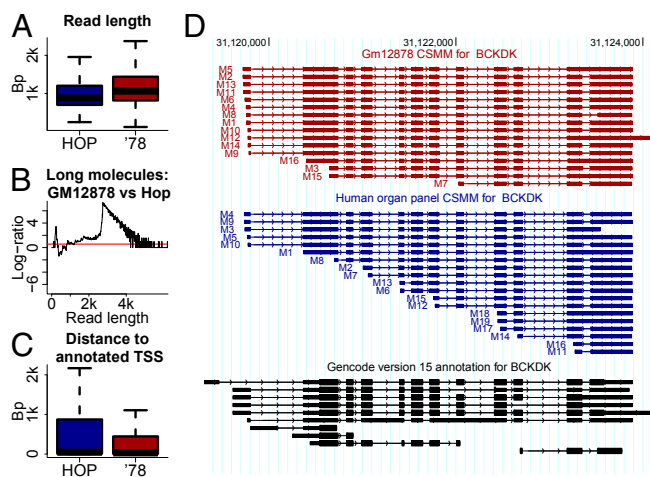 A
Read length
Bp
2k
1k
HOP
'78
B
Long molecules:
GM12878 vs Hop
Log-ratio
4
0
−6
0
2k
4k
Read length
C
Distance to
annotated TSS
Bp
2k
1k
0
HOP
'78
D
31,120,000
31,122,000
31,124,000
Gm12878 CSMM for BCKDK
M5
M2
M13
M11
M6
M4
M8
M1
M10
M12
M14
M9
M16
M3
M15
M7
Human organ panel CSMM for BCKDK
M4
M9
M3
M5
M10
M1
M8
M2
M7
M13
M6
M15
M12
M18
M19
M17
M14
M16
M11
Gencode version 15 annotation for BCKDK